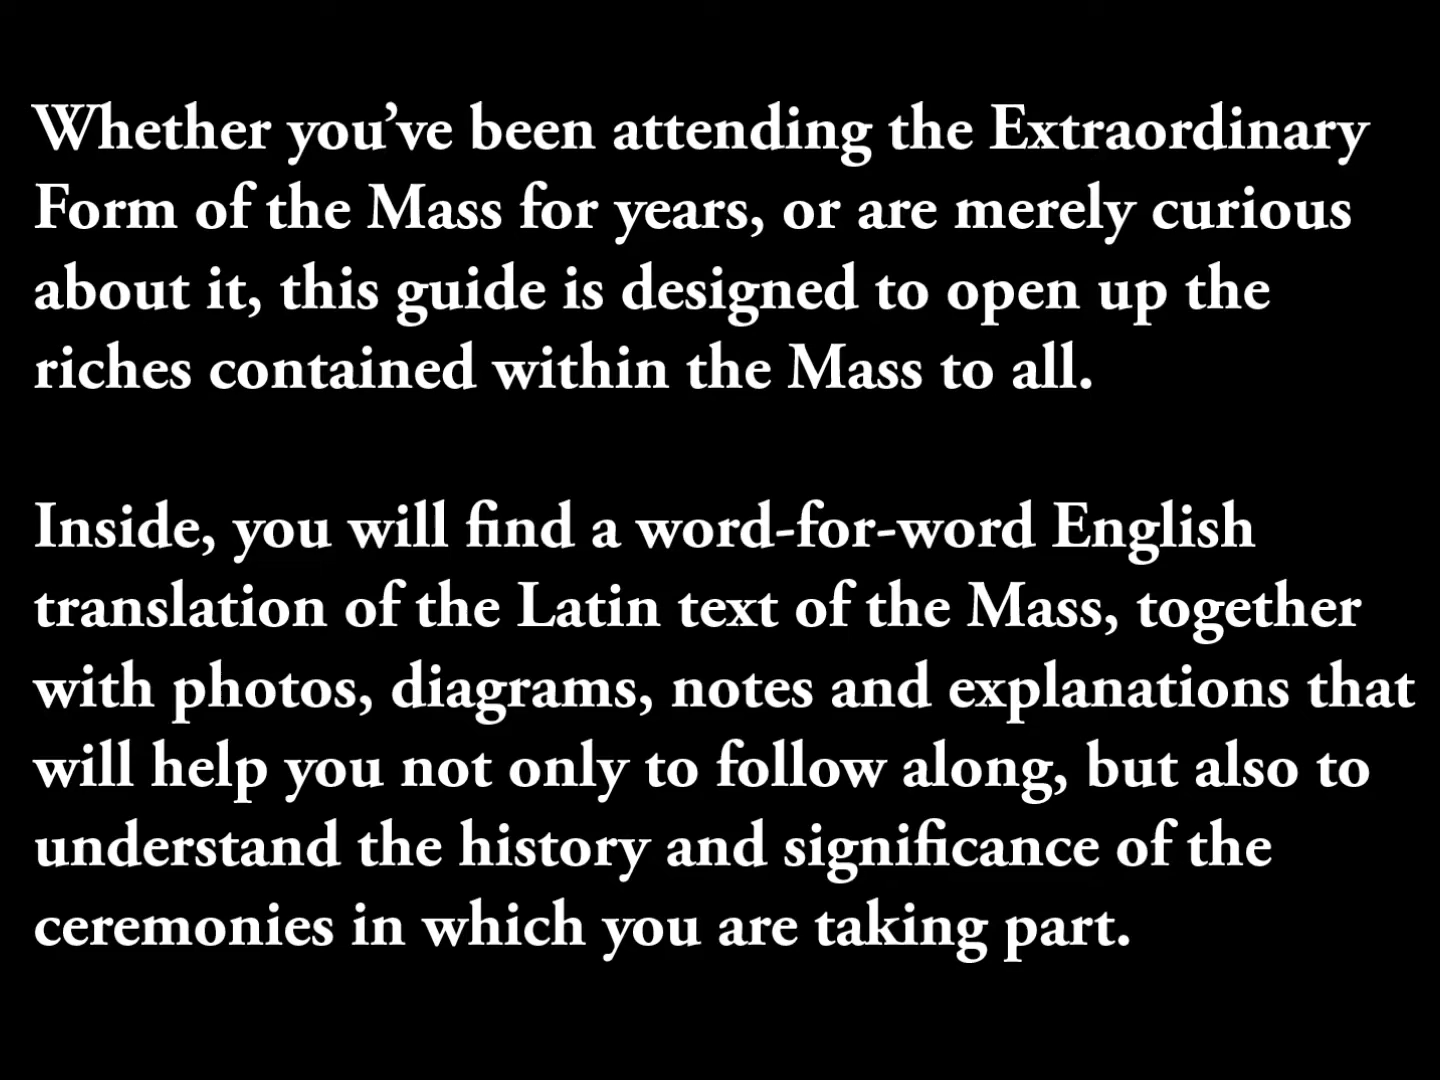 Whether you’ve been attending the Extraordinary
Form of the Mass for years, or are merely curious
about it, this guide is designed to open up the
riches contained within the Mass to all.
Inside, you will find a word-for-word English
translation of the Latin text of the Mass, together
with photos, diagrams, notes and explanations that
will help you not only to follow along, but also to
understand the history and significance of the
ceremonies in which you are taking part.